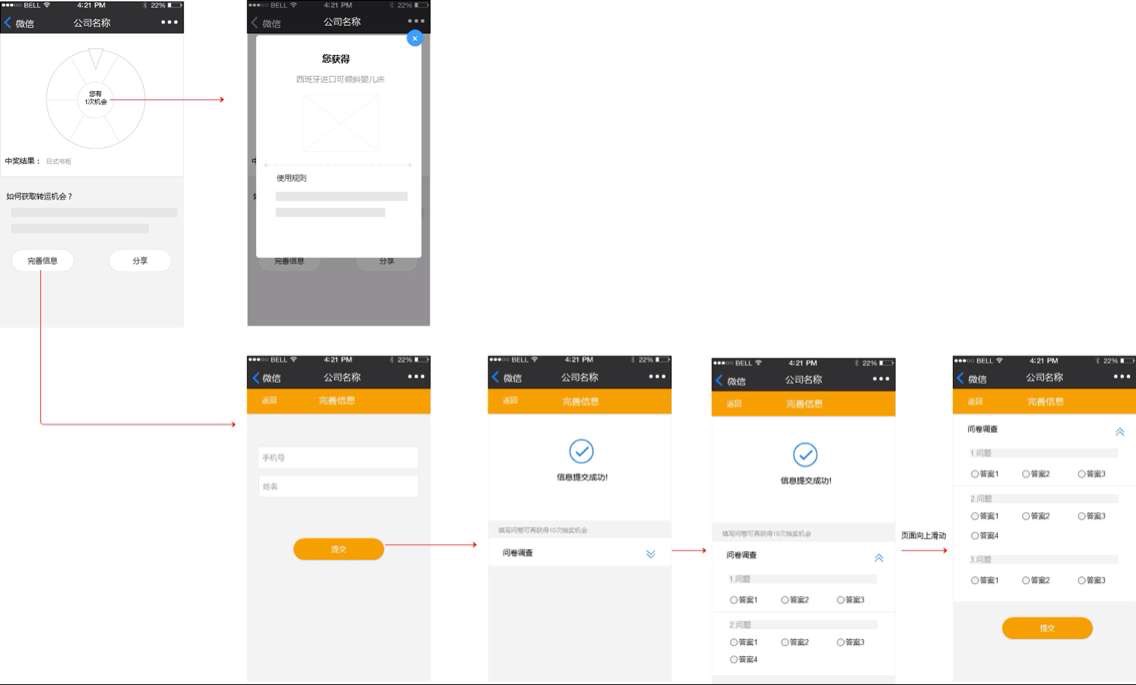 BELL 4:21 PM 22%
微信 公司名称
您有
1次机会
中奖结果：
如何获取转运机会？
完善信息 分享
BELL 4:21 PM 22%
微信 公司名称
×
您获得
西班牙进口可倾斜婴儿床
使用规则
完善信息 分享
BELL 4:21 PM 22%
微信 公司名称
返回 完善信息
手机号
姓名
提交
BELL 4:21 PM 22%
微信 公司名称
返回 完善信息
信息提交成功!
填写问卷可再获得10次抽奖机会
问卷调查
BELL 4:21 PM 22%
微信 公司名称
返回 完善信息
信息提交成功!
填写问卷可再获得10次抽奖机会
问卷调查
1.问题
答案1 答案2 答案3
2.问题
答案1 答案2 答案3
答案4
页面向上滑动
BELL 4:21 PM 22%
微信 公司名称
返回 完善信息
问卷调查
1.问题
答案1 答案2 答案3
2.问题
答案1 答案2 答案3
答案4
3.问题
答案1 答案2 答案3
提交